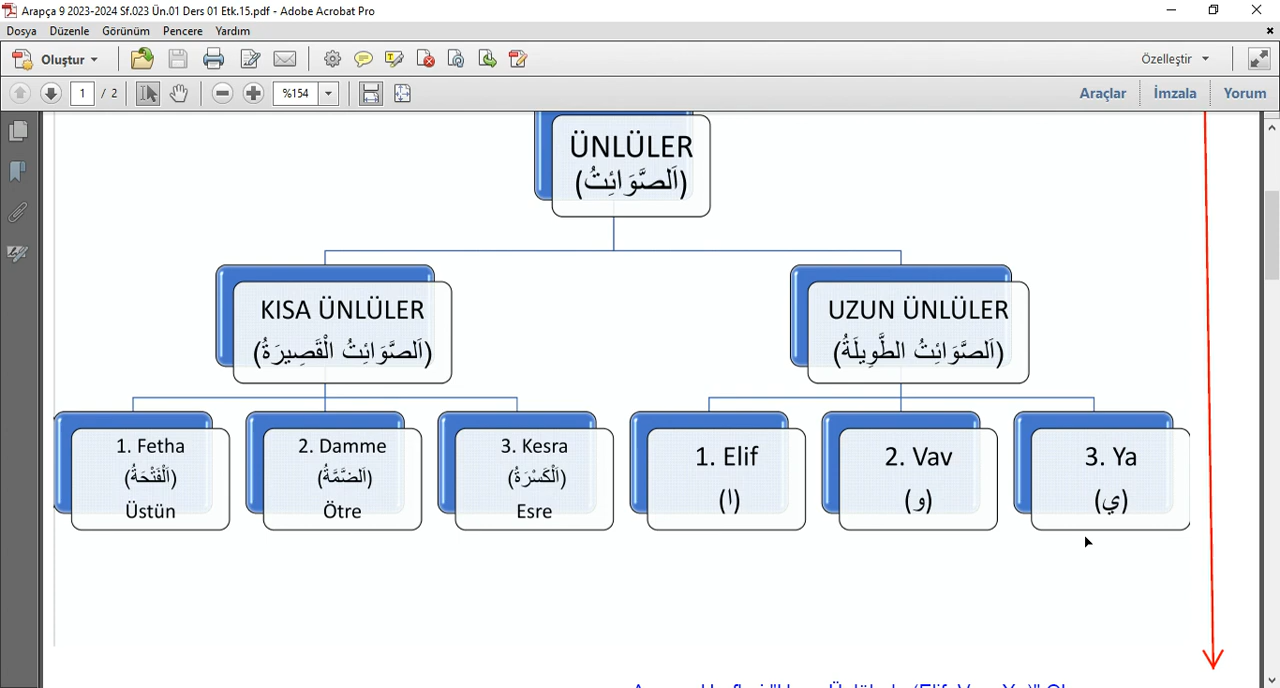 Arapça 9 2023-2024 Sf.023 Ün.01 Ders 01 Etk.15.pdf - Adobe Acrobat Pro
Dosya Düzenle Görünüm Pencere Yardım
Oluştur Özelleştir
1 / 2 %154 Araçlar İmzala Yorum
ÜNLÜLER
(اَلصَّوَائِتُ)
KISA ÜNLÜLER
(اَلصَّوَائِتُ الْقَصِيرَةُ)
UZUN ÜNLÜLER
(اَلصَّوَائِتُ الطَّوِيلَةُ)
1. Fetha
(اَلْفَتْحَةُ)
Üstün
2. Damme
(اَلضَّمَّةُ)
Ötre
3. Kesra
(اَلْكَسْرَةُ)
Esre
1. Elif
(ا)
2. Vav
(و)
3. Ya
(ي)